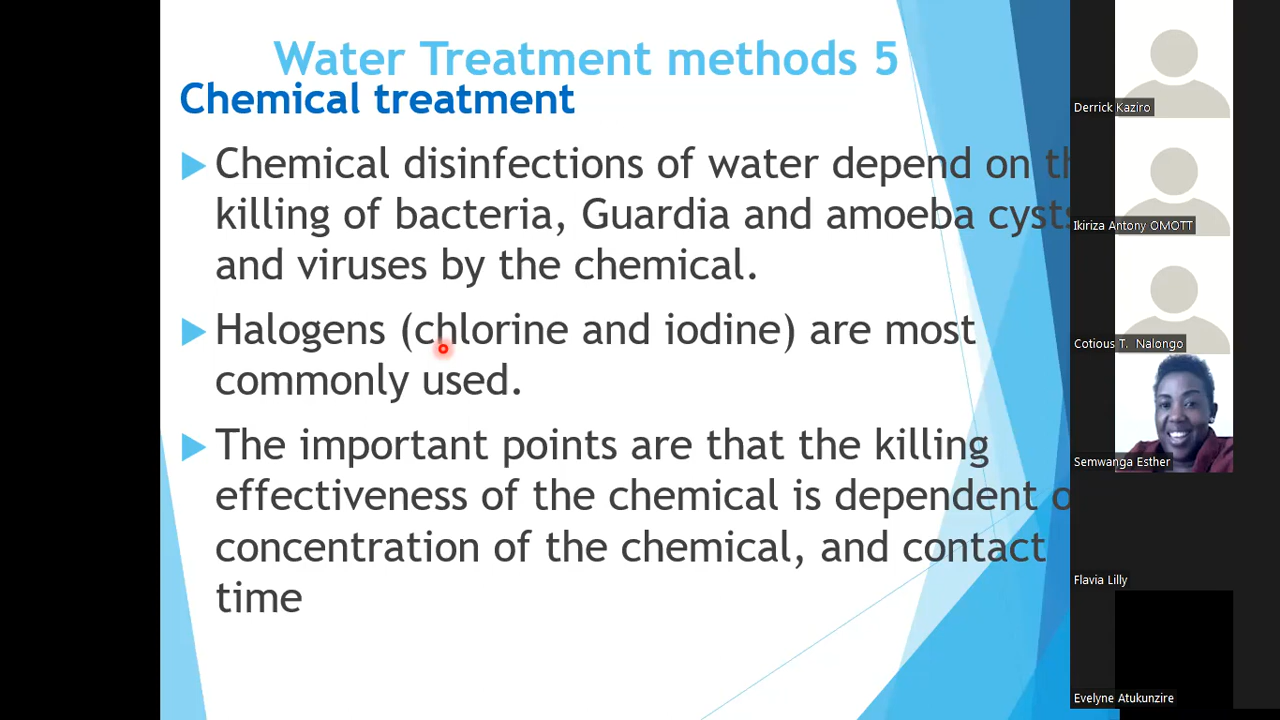 Water Treatment methods 5
Chemical treatment
Chemical disinfections of water depend on
killing of bacteria, Guardia and amoeba cysts
and viruses by the chemical.
Halogens (chlorine and iodine) are most
commonly used.
The important points are that the killing
effectiveness of the chemical is dependent
concentration of the chemical, and contact
time
Derrick Kaziro
Ikiriza Antony OMOTT
Cotious T. Nalongo
Semwanga Esther
Flavia Lilly
Evelyne Atukunzire